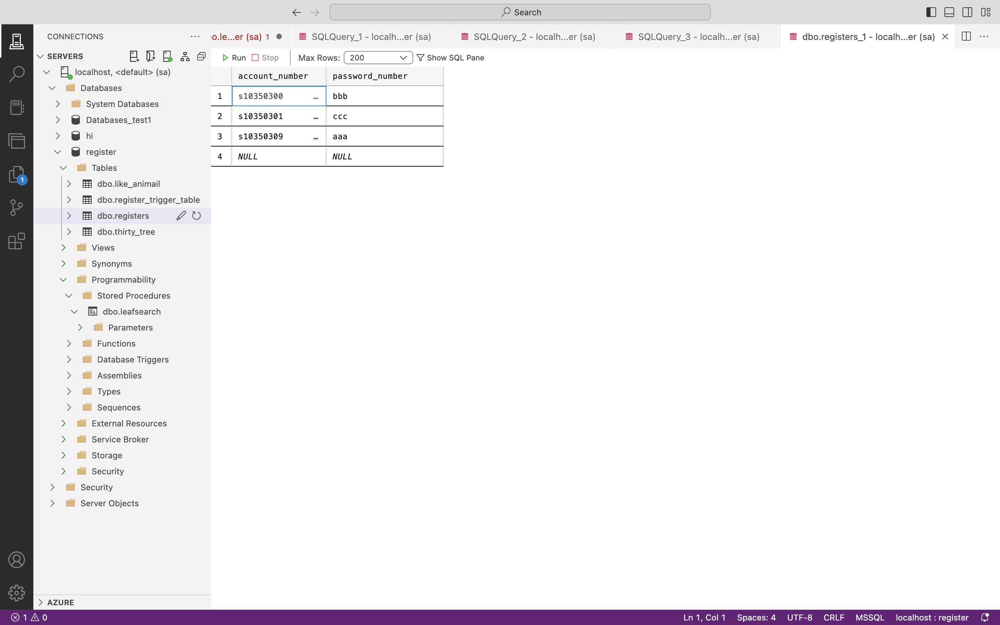 Search
CONNECTIONS
SERVERS
localhost, <default> (sa)
Databases
System Databases
Databases_test1
hi
register
Tables
dbo.like_animail
dbo.register_trigger_table
dbo.registers
dbo.thirty_tree
Views
Synonyms
Programmability
Stored Procedures
dbo.leafsearch
Parameters
Functions
Database Triggers
Assemblies
Types
Sequences
External Resources
Service Broker
Storage
Security
Security
Server Objects
AZURE
1
o.le...er (sa) 1
SQLQuery_1 - localh...er (sa)
SQLQuery_2 - localh...er (sa)
SQLQuery_3 - localh...er (sa)
dbo.registers_1 - localh...er (sa)
Run Stop Max Rows: 200 Show SQL Pane
account_number password_number
1 s10350300 … bbb
2 s10350301 … ccc
3 s10350309 … aaa
4 NULL NULL
1 0
Ln 1, Col 1 Spaces: 4 UTF-8 CRLF MSSQL localhost : register